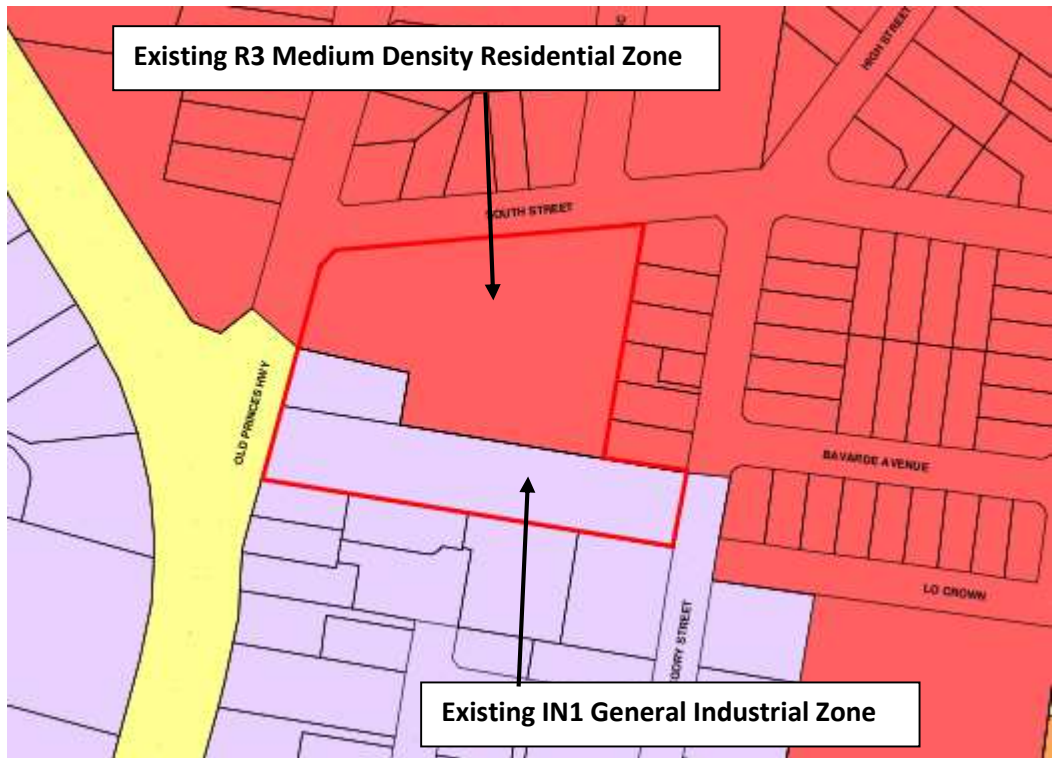 Existing R3 Medium Density Residential Zone
HIGH STREET
SOUTH STREET
OLD PRINCES HWY
BAVARDE AVENUE
LO CROWN
STREET
Existing IN1 General Industrial Zone